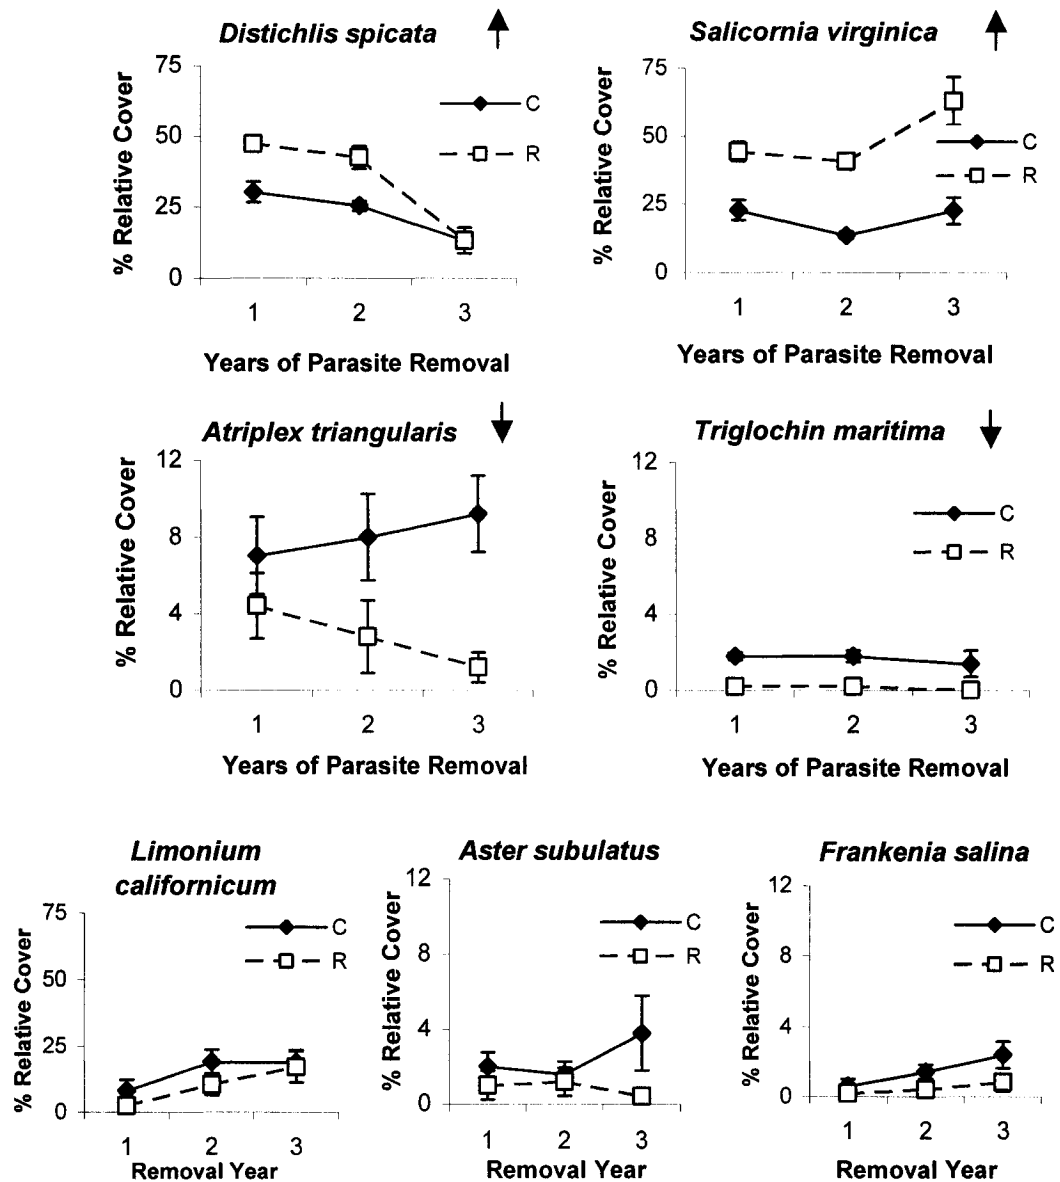 Distichlis spicata
% Relative Cover
75
50
25
0
C
R
1 2 3
Years of Parasite Removal
Salicornia virginica
% Relative Cover
75
50
25
0
C
R
1 2 3
Years of Parasite Removal
Atriplex triangularis
% Relative Cover
12
8
4
0
1 2 3
Years of Parasite Removal
Triglochin maritima
% Relative Cover
12
8
4
0
C
R
1 2 3
Years of Parasite Removal
Limonium
californicum
% Relative Cover
75
50
25
0
C
R
1 2 3
Removal Year
Aster subulatus
% Relative Cover
12
8
4
0
C
R
1 2 3
Removal Year
Frankenia salina
% Relative Cover
12
8
4
0
C
R
1 2 3
Removal Year